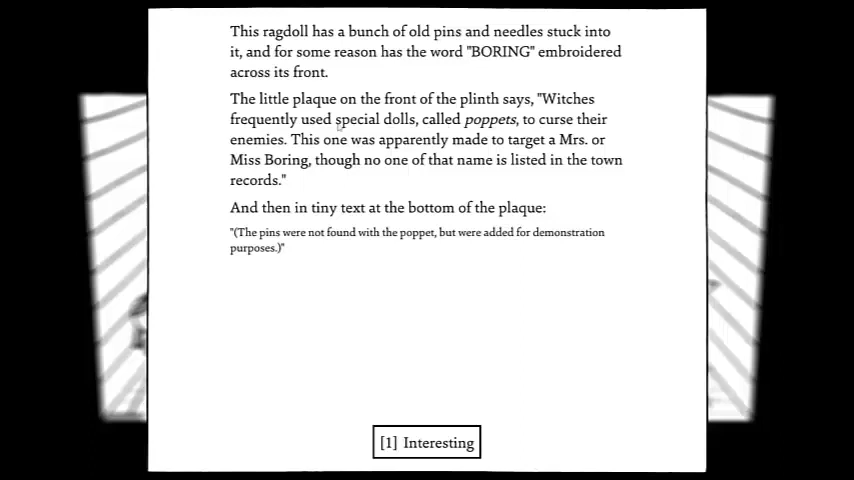 This ragdoll has a bunch of old pins and needles stuck into
it, and for some reason has the word "BORING" embroidered
across its front.
The little plaque on the front of the plinth says, "Witches
frequently used special dolls, called poppets, to curse their
enemies. This one was apparently made to target a Mrs. or
Miss Boring, though no one of that name is listed in the town
records."
And then in tiny text at the bottom of the plaque:
"(The pins were not found with the poppet, but were added for demonstration
purposes.)"
[1] Interesting